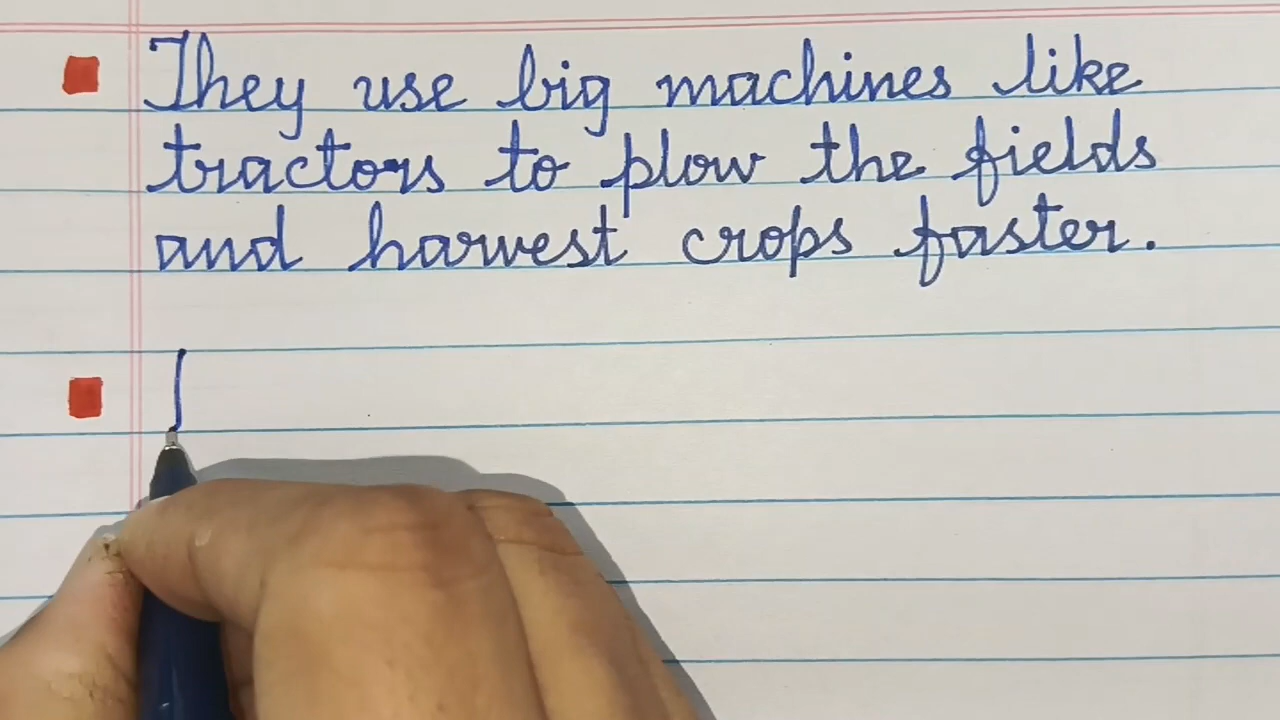 They use big machines like
tractors to plow the fields
and harvest crops faster.